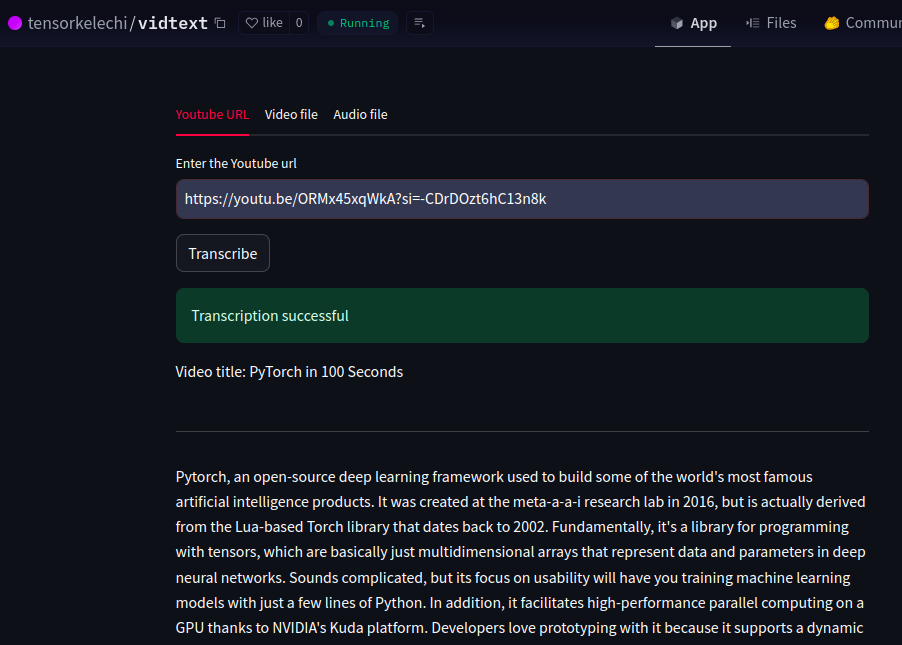 tensorkelechi/vidtext like 0 Running App Files
Youtube URL Video file Audio file
Enter the Youtube url
https://youtu.be/ORMx45xqWkA?si=-CDrDOzt6hC13n8k
Transcribe
Transcription successful
Video title: PyTorch in 100 Seconds
Pytorch, an open-source deep learning framework used to build some of the world's most famous
artificial intelligence products. It was created at the meta-a-a-i research lab in 2016, but is actually derived
from the Lua-based Torch library that dates back to 2002. Fundamentally, it's a library for programming
with tensors, which are basically just multidimensional arrays that represent data and parameters in deep
neural networks. Sounds complicated, but its focus on usability will have you training machine learning
models with just a few lines of Python. In addition, it facilitates high-performance parallel computing on a
GPU thanks to NVIDIA's Kuda platform. Developers love prototyping with it because it supports a dynamic